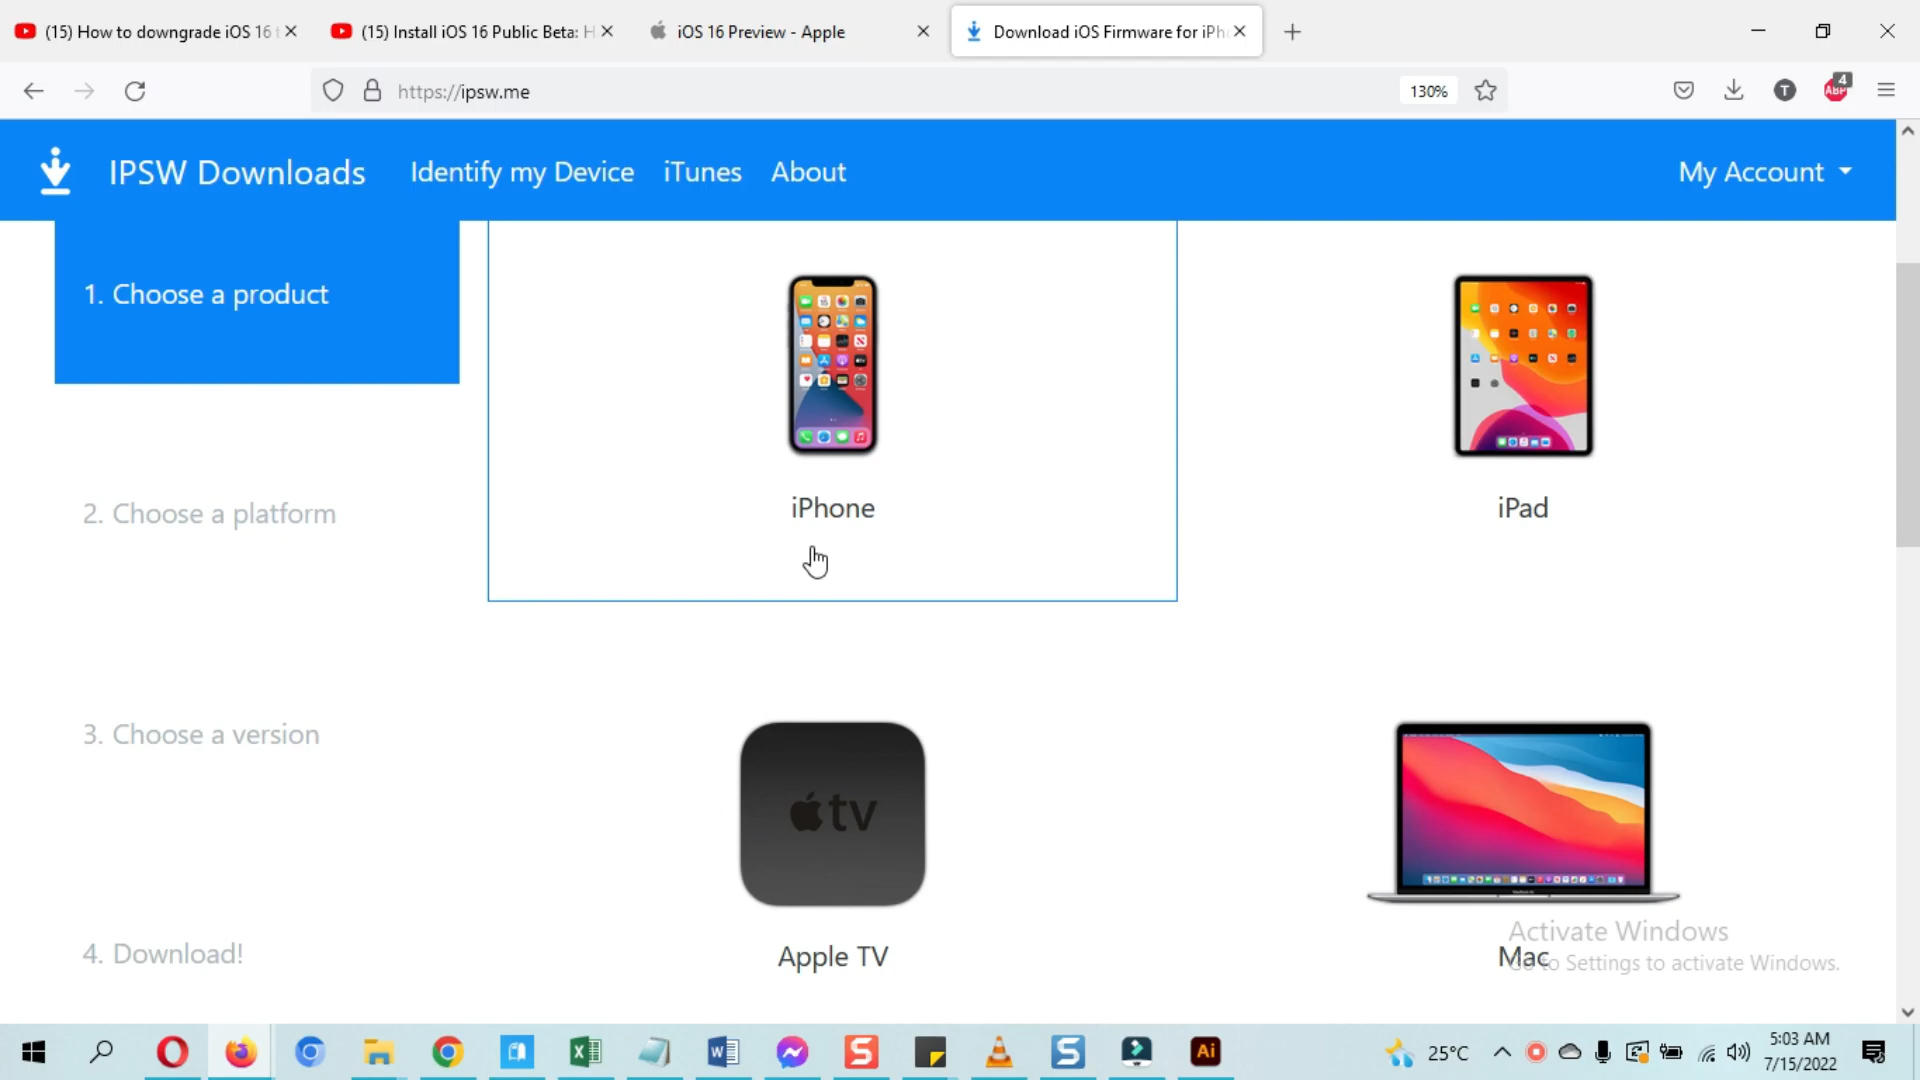 (15) How to downgrade iOS 16 t
(15) Install iOS 16 Public Beta: H
iOS 16 Preview - Apple
Download iOS Firmware for iPh
https://ipsw.me
130%
T
ABP
4
IPSW Downloads
Identify my Device
iTunes
About
My Account
1. Choose a product
2. Choose a platform
3. Choose a version
4. Download!
iPhone
iPad
tv
Apple TV
Mac
Activate Windows
Go to Settings to activate Windows.
25°C
5:03 AM
7/15/2022